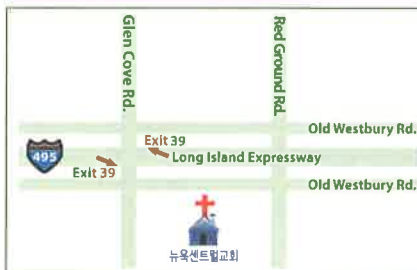 Glen Cove Rd.
Red Ground Rd.
Old Westbury Rd.
Exit 39
495
Long Island Expressway
Exit 39
Old Westbury Rd.
뉴욕센트럴교회